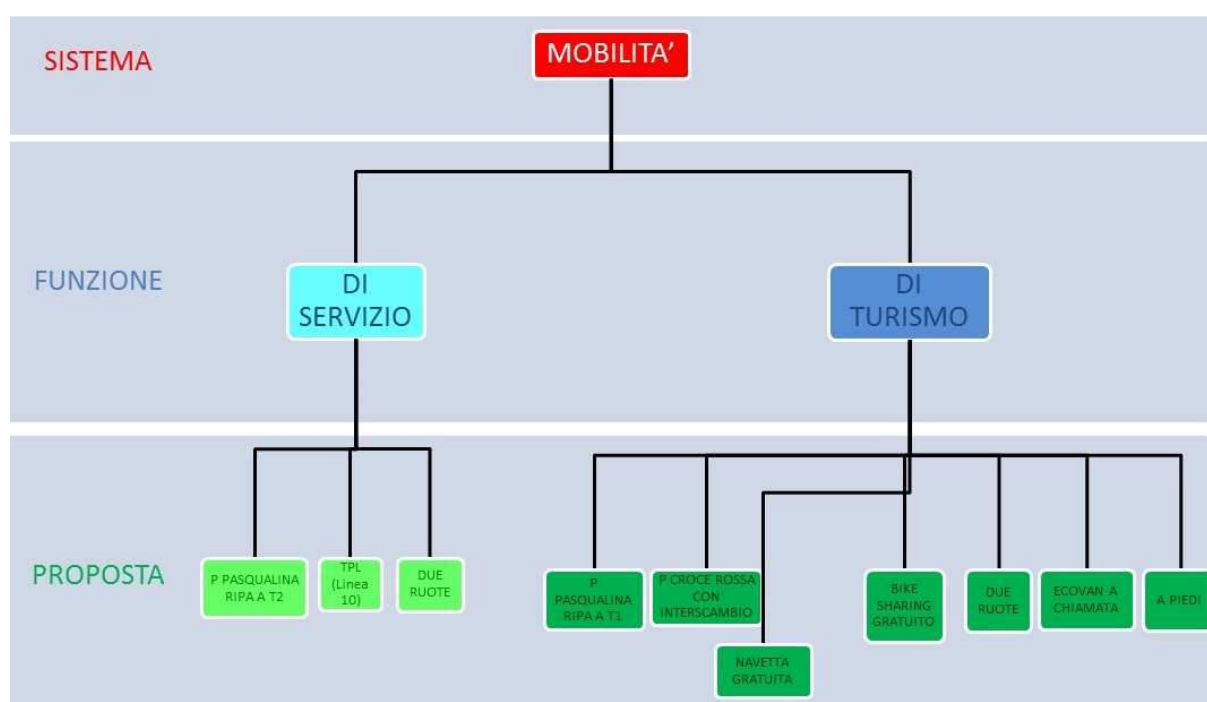 SISTEMA
MOBILITA’
FUNZIONE
DI
SERVIZIO
DI
TURISMO
PROPOSTA
P PASQUALINA
RIPA A T2
TPL
(Linea
10)
DUE
RUOTE
P
PASQUALINA
RIPA A T1
P CROCE ROSSA
CON
INTERSCAMBIO
NAVETTA
GRATUITA
BIKE
SHARING
GRATUITO
DUE
RUOTE
ECOVAN A
CHIAMATA
A PIEDI